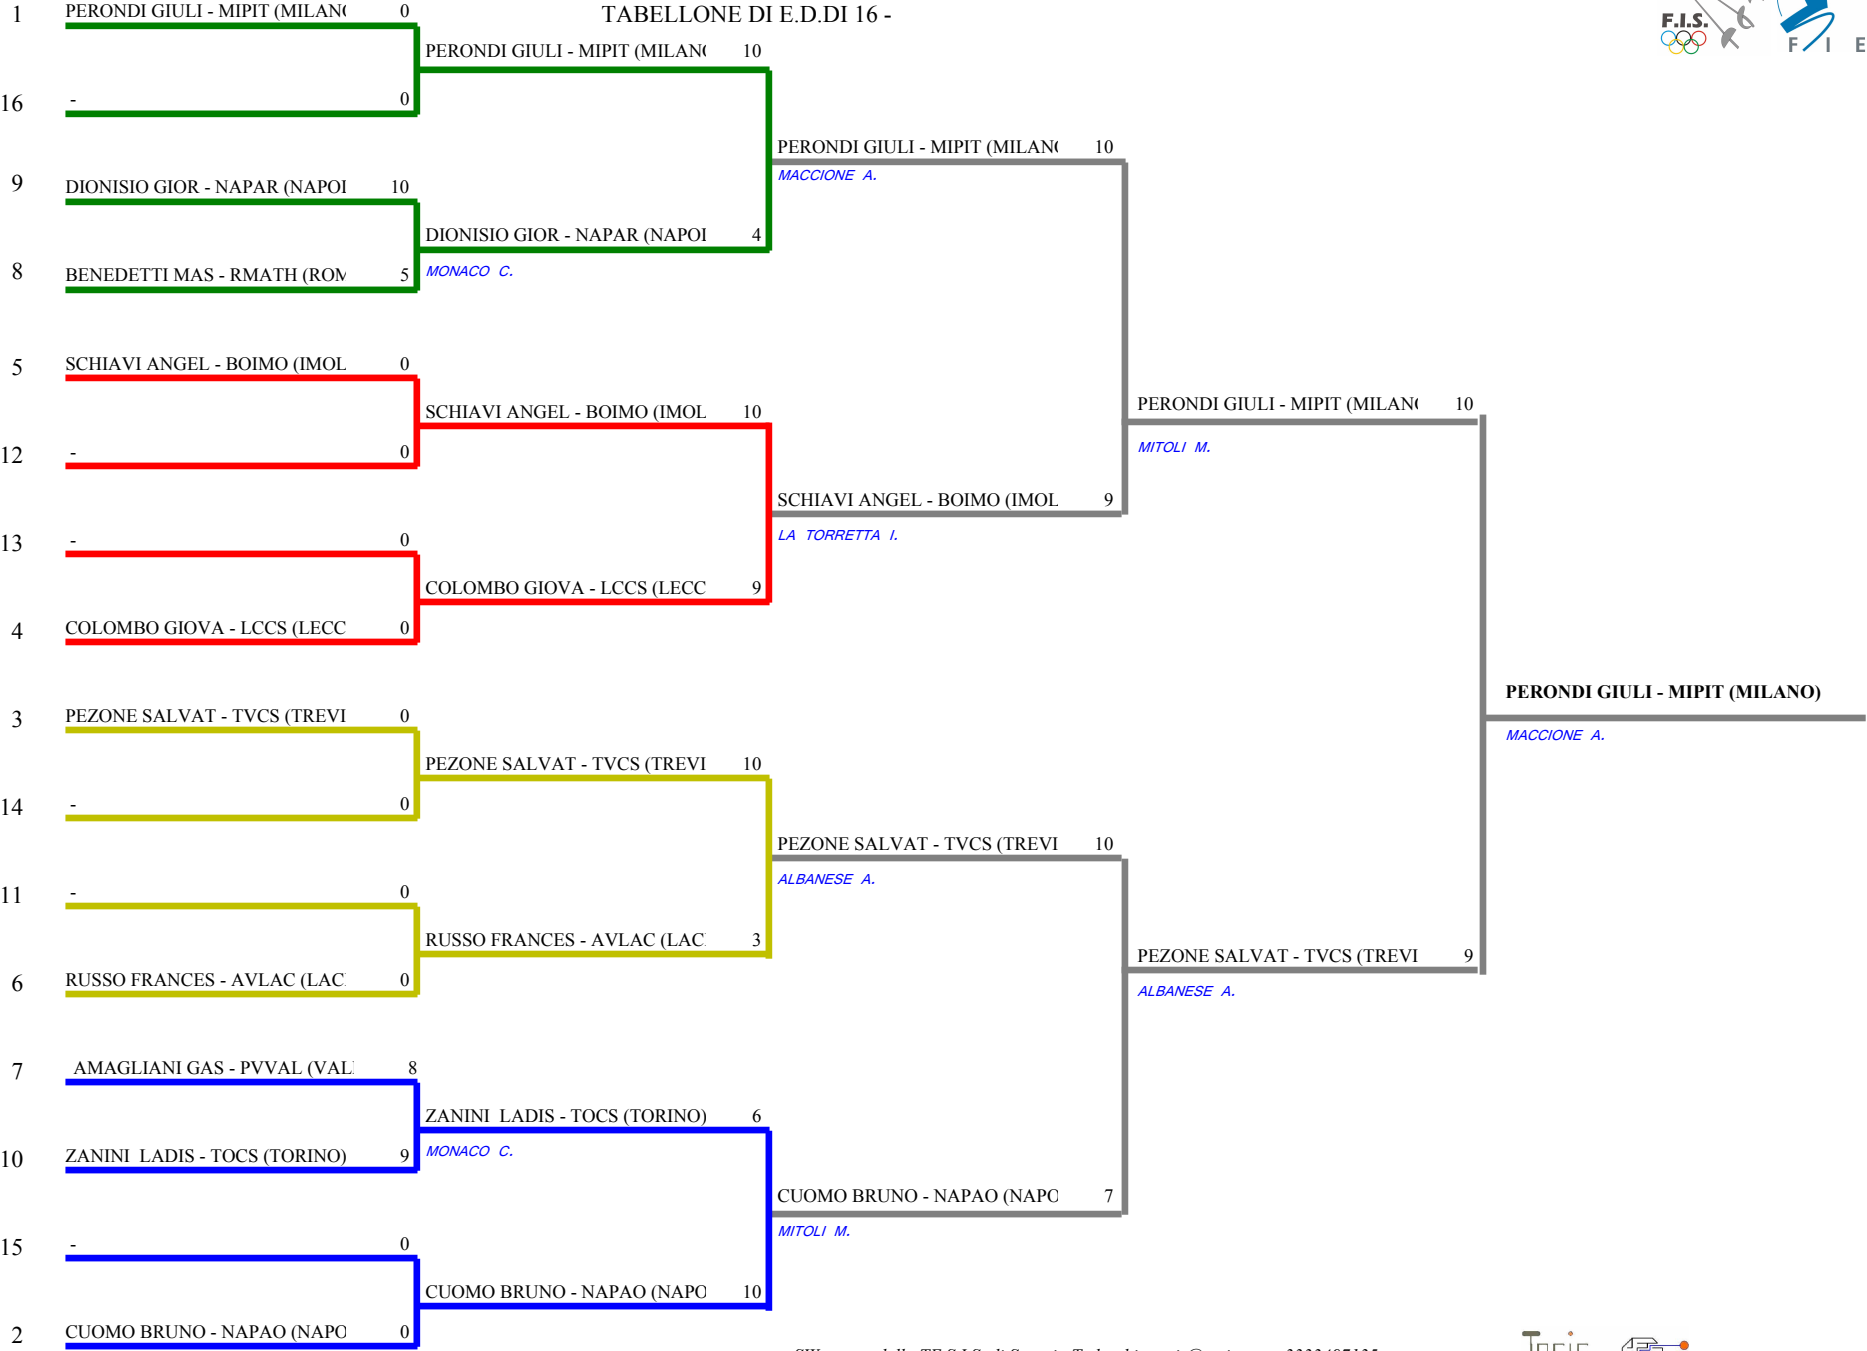 TABELLONE DI E.D.DI 16 -
F.I.S.
F I E
1 PERONDI GIULI - MIPIT (MILAN 0
PERONDI GIULI - MIPIT (MILAN 10
16 - 0
PERONDI GIULI - MIPIT (MILAN 10
MACCIONE A.
9 DIONISIO GIOR - NAPAR (NAPOI 10
DIONISIO GIOR - NAPAR (NAPOI 4
MONACO C.
8 BENEDETTI MAS - RMATH (ROM 5
5 SCHIAVI ANGEL - BOIMO (IMOL 0
SCHIAVI ANGEL - BOIMO (IMOL 10
PERONDI GIULI - MIPIT (MILAN 10
MITOLI M.
12 - 0
SCHIAVI ANGEL - BOIMO (IMOL 9
LA TORRETTA I.
13 - 0
COLOMBO GIOVA - LCCS (LECC 9
4 COLOMBO GIOVA - LCCS (LECC 0
PERONDI GIULI - MIPIT (MILANO)
MACCIONE A.
3 PEZONE SALVAT - TVCS (TREVI 0
PEZONE SALVAT - TVCS (TREVI 10
14 - 0
PEZONE SALVAT - TVCS (TREVI 10
ALBANESE A.
11 - 0
RUSSO FRANCES - AVLAC (LAC 3
PEZONE SALVAT - TVCS (TREVI 9
ALBANESE A.
6 RUSSO FRANCES - AVLAC (LAC 0
7 AMAGLIANI GAS - PVVAL (VAL 8
ZANINI LADIS - TOCS (TORINO) 6
MONACO C.
10 ZANINI LADIS - TOCS (TORINO) 9
CUOMO BRUNO - NAPAO (NAPO 7
MITOLI M.
15 - 0
CUOMO BRUNO - NAPAO (NAPO 10
2 CUOMO BRUNO - NAPAO (NAPO 0